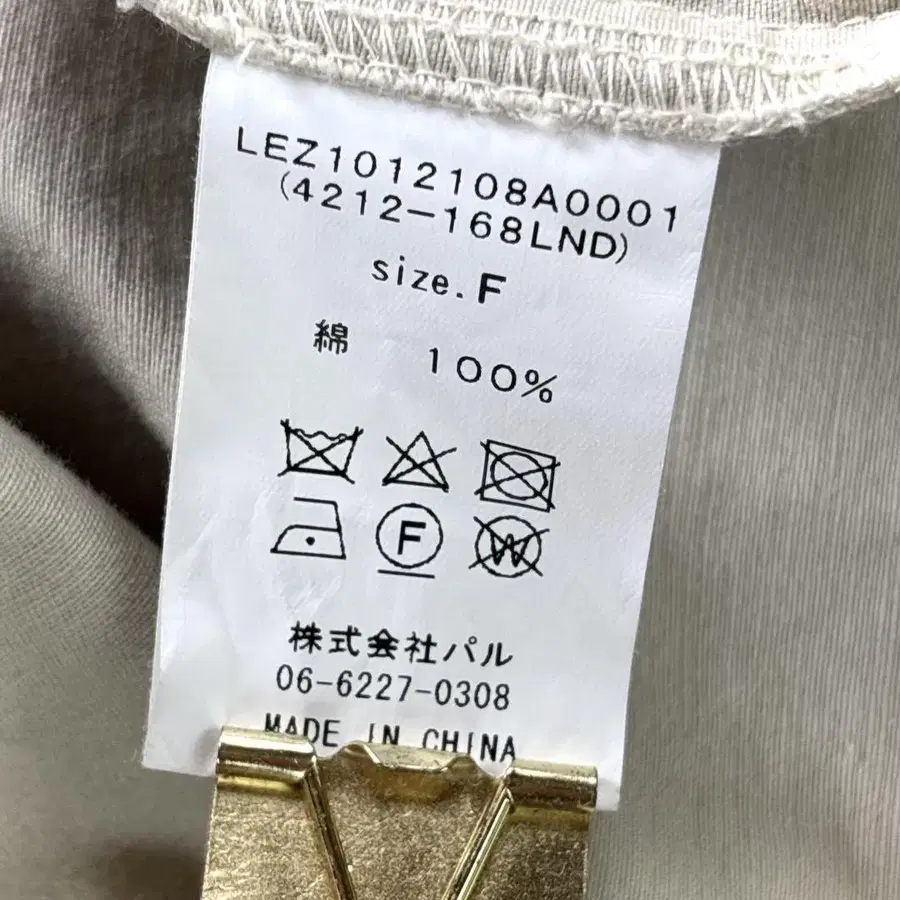 LEZ1012108A0001
(4212-168LND)
size.F
綿 100%
F W
株式会社パル
06-6227-0308
MADE IN CHINA